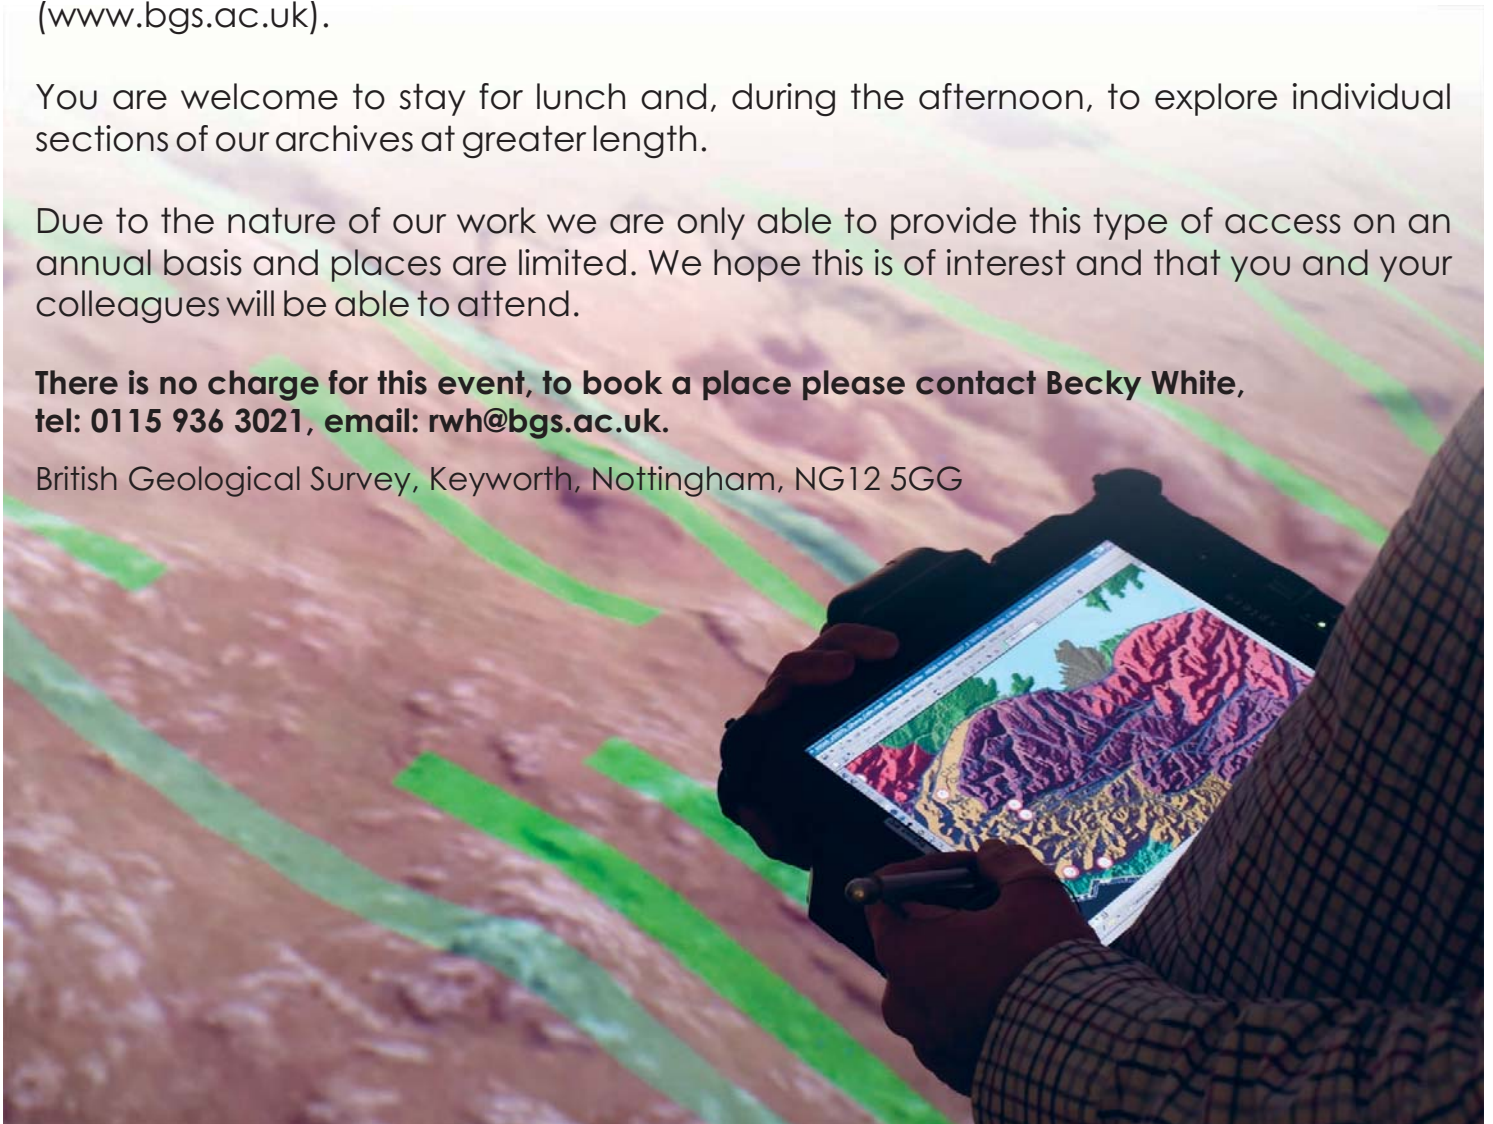 (www.bgs.ac.uk).
You are welcome to stay for lunch and, during the afternoon, to explore individual
sections of our archives at greater length.
Due to the nature of our work we are only able to provide this type of access on an
annual basis and places are limited. We hope this is of interest and that you and your
colleagues will be able to attend.
There is no charge for this event, to book a place please contact Becky White,
tel: 0115 936 3021, email: rwh@bgs.ac.uk.
British Geological Survey, Keyworth, Nottingham, NG12 5GG